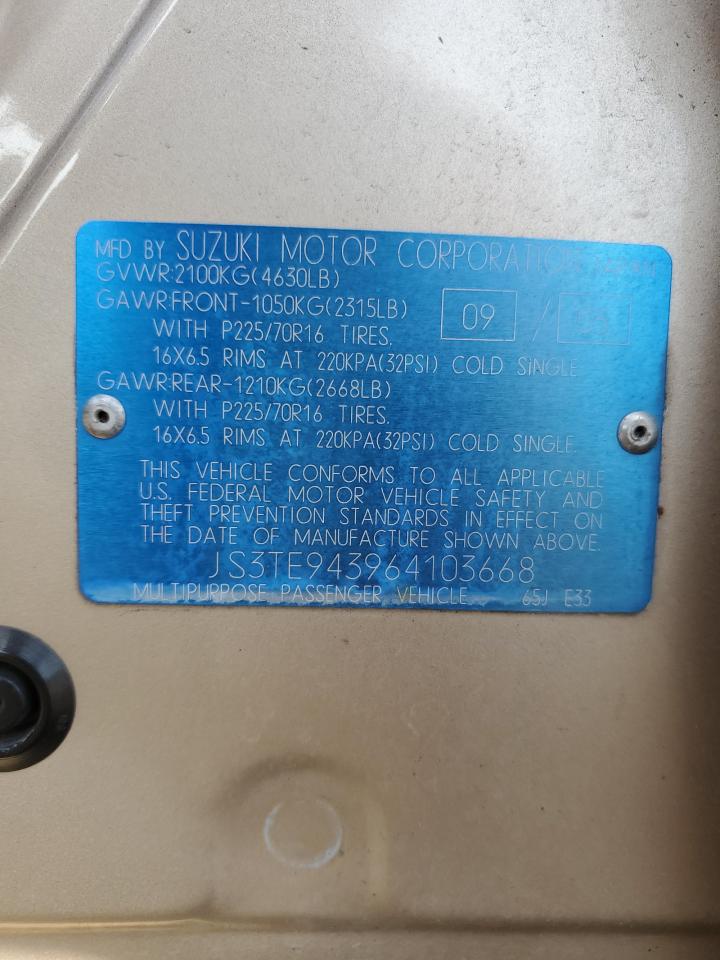 MFD BY SUZUKI MOTOR CORPORATION JAPAN
GVWR:2100KG(4630LB)
GAWR:FRONT-1050KG(2315LB) 09 /
WITH P225/70R16 TIRES.
16X6.5 RIMS AT 220KPA(32PSI) COLD SINGLE.
GAWR:REAR-1210KG(2668LB)
WITH P225/70R16 TIRES.
16X6.5 RIMS AT 220KPA(32PSI) COLD SINGLE.
THIS VEHICLE CONFORMS TO ALL APPLICABLE
U.S. FEDERAL MOTOR VEHICLE SAFETY AND
THEFT PREVENTION STANDARDS IN EFFECT ON
THE DATE OF MANUFACTURE SHOWN ABOVE.
JS3TE943964103668
MULTIPURPOSE PASSENGER VEHICLE 65J E33